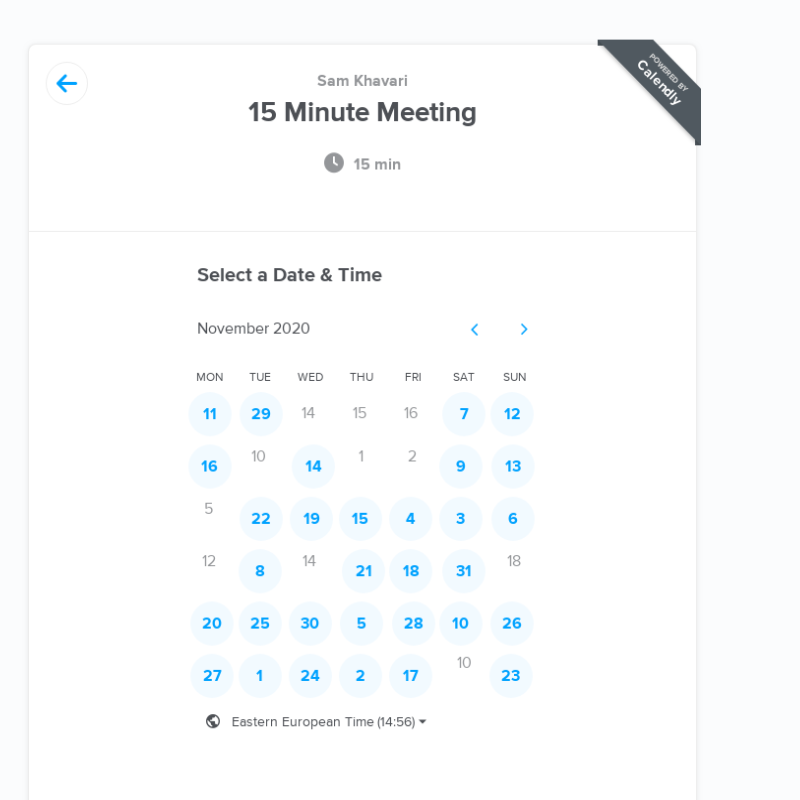 POWERED BY
Calendly
Sam Khavari
15 Minute Meeting
15 min
Select a Date & Time
November 2020
MON TUE WED THU FRI SAT SUN
11 29 14 15 16 7 12
16 10 14 1 2 9 13
5 22 19 15 4 3 6
12 8 14 21 18 31 18
20 25 30 5 28 10 26
27 1 24 2 17 10 23
Eastern European Time (14:56)